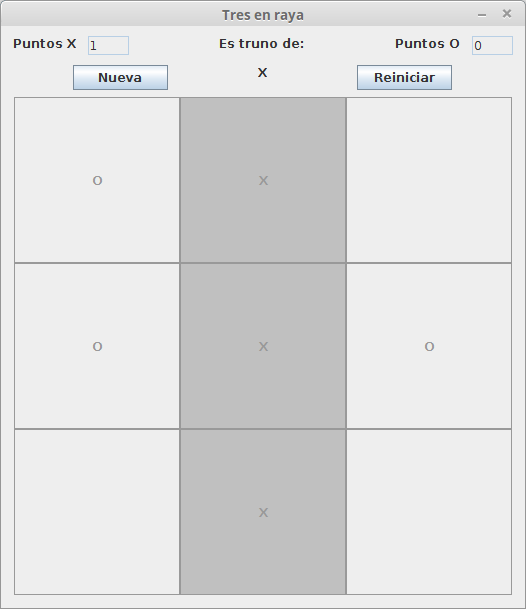 Tres en raya
Puntos X 1 Es truno de: Puntos O 0
Nueva X Reiniciar
O X
O X O
X